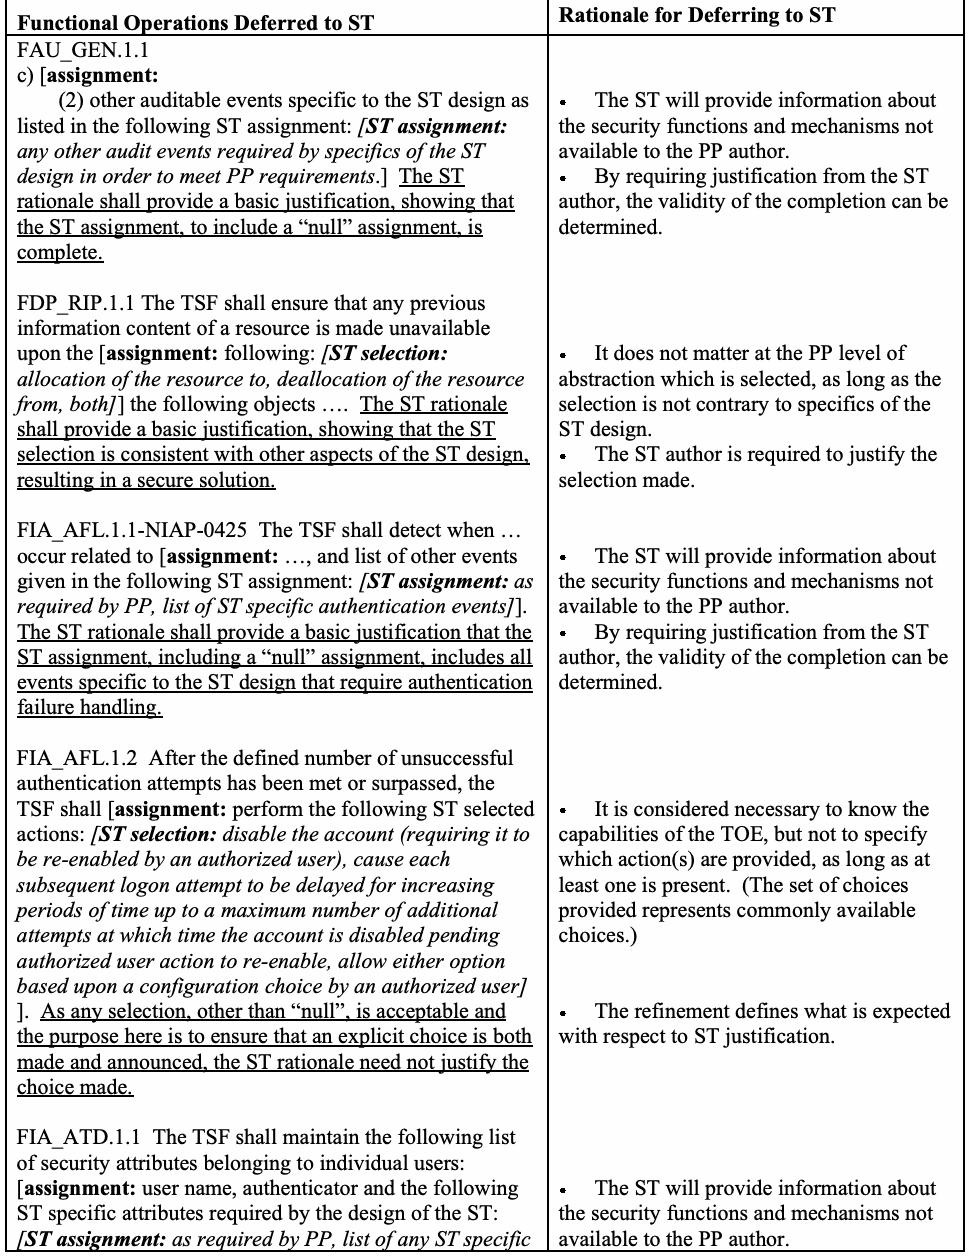 Functional Operations Deferred to ST
Rationale for Deferring to ST
FAU_GEN.1.1
c) [assignment:
(2) other auditable events specific to the ST design as
listed in the following ST assignment: [ST assignment:
any other audit events required by specifics of the ST
design in order to meet PP requirements.] The ST
rationale shall provide a basic justification, showing that
the ST assignment, to include a “null” assignment, is
complete.
• The ST will provide information about
the security functions and mechanisms not
available to the PP author.
• By requiring justification from the ST
author, the validity of the completion can be
determined.
FDP_RIP.1.1 The TSF shall ensure that any previous
information content of a resource is made unavailable
upon the [assignment: following: [ST selection:
allocation of the resource to, deallocation of the resource
from, both]] the following objects …. The ST rationale
shall provide a basic justification, showing that the ST
selection is consistent with other aspects of the ST design,
resulting in a secure solution.
• It does not matter at the PP level of
abstraction which is selected, as long as the
selection is not contrary to specifics of the
ST design.
• The ST author is required to justify the
selection made.
FIA_AFL.1.1-NIAP-0425 The TSF shall detect when …
occur related to [assignment: …, and list of other events
given in the following ST assignment: [ST assignment: as
required by PP, list of ST specific authentication events]].
The ST rationale shall provide a basic justification that the
ST assignment, including a “null” assignment, includes all
events specific to the ST design that require authentication
failure handling.
• The ST will provide information about
the security functions and mechanisms not
available to the PP author.
• By requiring justification from the ST
author, the validity of the completion can be
determined.
FIA_AFL.1.2 After the defined number of unsuccessful
authentication attempts has been met or surpassed, the
TSF shall [assignment: perform the following ST selected
actions: [ST selection: disable the account (requiring it to
be re-enabled by an authorized user), cause each
subsequent logon attempt to be delayed for increasing
periods of time up to a maximum number of additional
attempts at which time the account is disabled pending
authorized user action to re-enable, allow either option
based upon a configuration choice by an authorized user]
]. As any selection, other than “null”, is acceptable and
the purpose here is to ensure that an explicit choice is both
made and announced, the ST rationale need not justify the
choice made.
• It is considered necessary to know the
capabilities of the TOE, but not to specify
which action(s) are provided, as long as at
least one is present. (The set of choices
provided represents commonly available
choices.)
• The refinement defines what is expected
with respect to ST justification.
FIA_ATD.1.1 The TSF shall maintain the following list
of security attributes belonging to individual users:
[assignment: user name, authenticator and the following
ST specific attributes required by the design of the ST:
[ST assignment: as required by PP, list of any ST specific
• The ST will provide information about
the security functions and mechanisms not
available to the PP author.